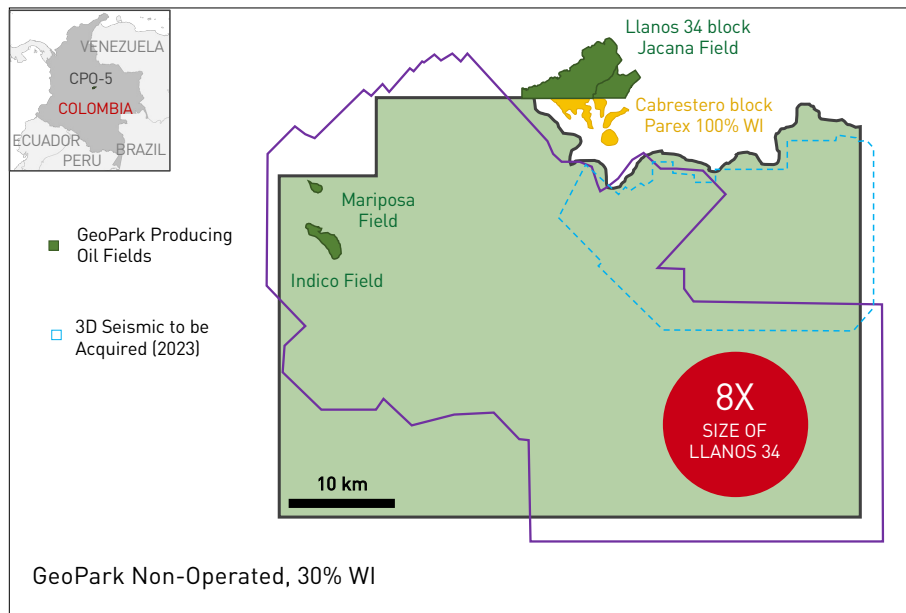 VENEZUELA
CPO-5
COLOMBIA
ECUADOR
PERU
BRAZIL
Llanos 34 block
Jacana Field
Cabrestero block
Parex 100% WI
Mariposa
Field
Indico Field
GeoPark Producing
Oil Fields
3D Seismic to be
Acquired (2023)
8X
SIZE OF
LLANOS 34
10 km
GeoPark Non-Operated, 30% WI